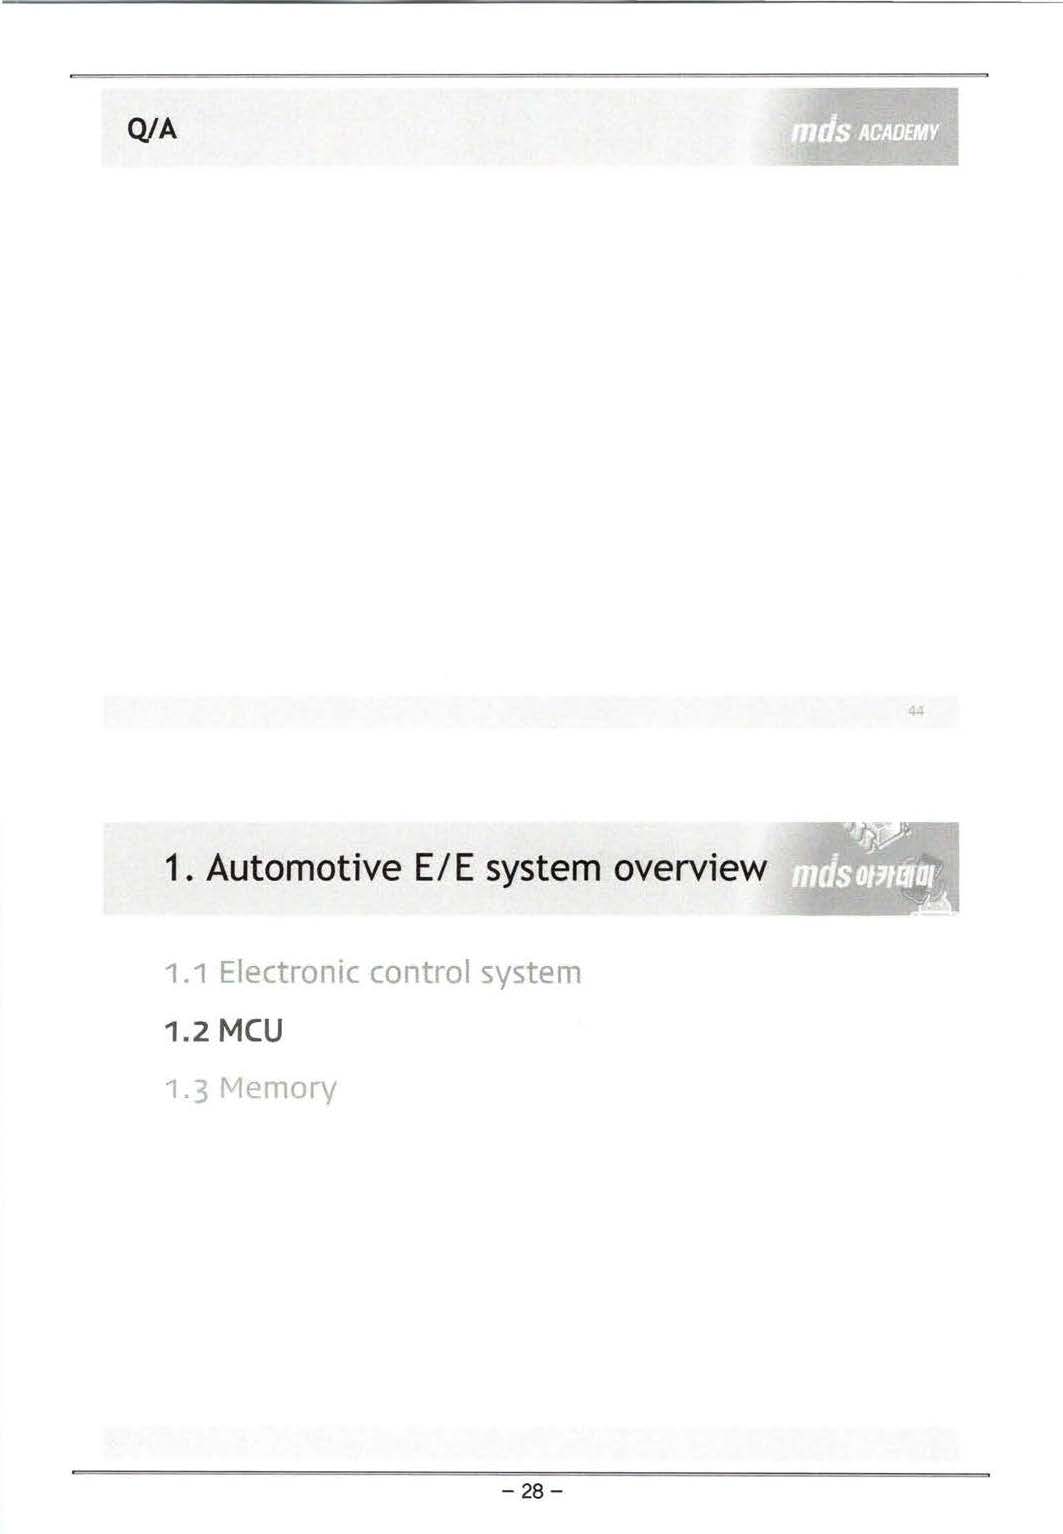 Q/A
mds ACADEMY
44
1. Automotive E/E system overview
mds 아카데미
1.1 Electronic control system
1.2 MCU
1.3 Memory
- 28 -